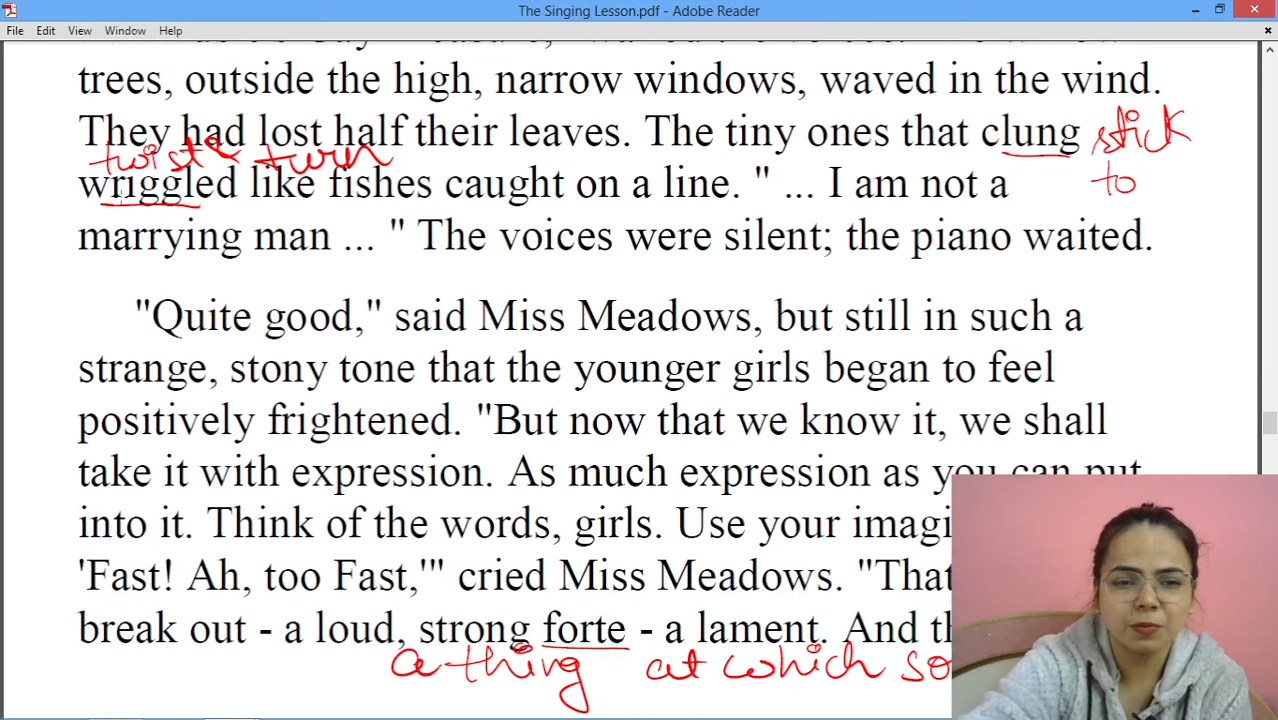 The Singing Lesson.pdf - Adobe Reader
File Edit View Window Help
trees, outside the high, narrow windows, waved in the wind.
They had lost half their leaves. The tiny ones that clung stick
twist & turn
wriggled like fishes caught on a line. " ... I am not a to
marrying man ... " The voices were silent; the piano waited.
"Quite good," said Miss Meadows, but still in such a
strange, stony tone that the younger girls began to feel
positively frightened. "But now that we know it, we shall
take it with expression. As much expression as you can put
into it. Think of the words, girls. Use your imagi
'Fast! Ah, too Fast,'" cried Miss Meadows. "That
break out - a loud, strong forte - a lament. And th
a thing at which so